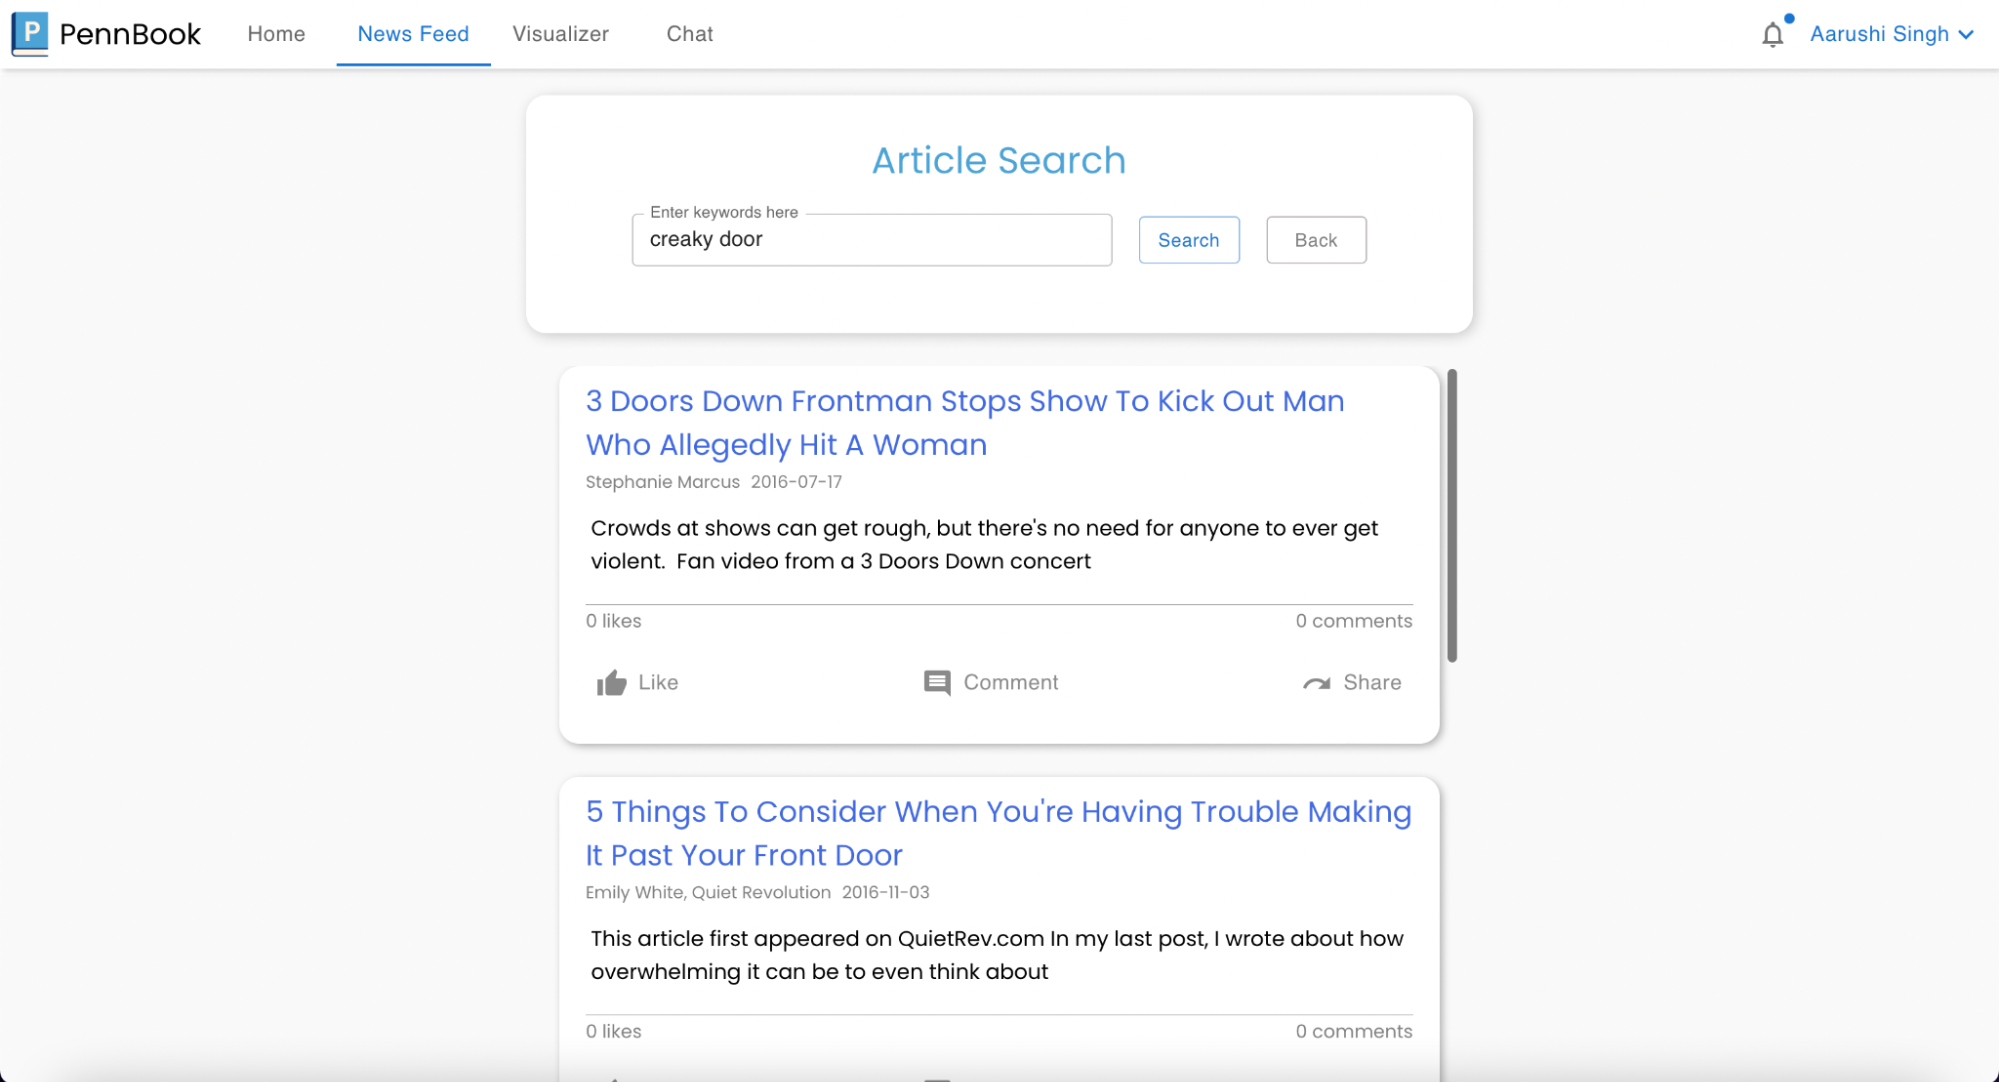 P PennBook Home News Feed Visualizer Chat Aarushi Singh
Article Search
Enter keywords here
creaky door Search Back
3 Doors Down Frontman Stops Show To Kick Out Man
Who Allegedly Hit A Woman
Stephanie Marcus 2016-07-17
Crowds at shows can get rough, but there's no need for anyone to ever get
violent. Fan video from a 3 Doors Down concert
0 likes 0 comments
Like Comment Share
5 Things To Consider When You're Having Trouble Making
It Past Your Front Door
Emily White, Quiet Revolution 2016-11-03
This article first appeared on QuietRev.com In my last post, I wrote about how
overwhelming it can be to even think about
0 likes 0 comments